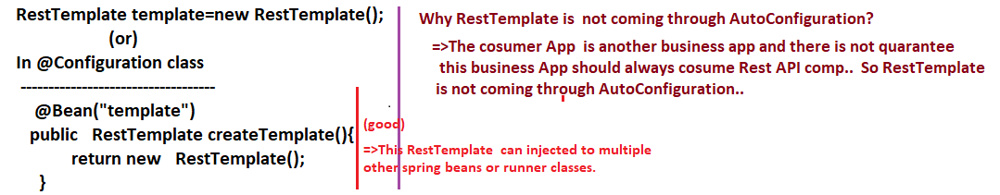 RestTemplate template=new RestTemplate();
(or)
In @Configuration class
-----------------------------------
@Bean("template")
public RestTemplate createTemplate(){
return new RestTemplate();
}
Why RestTemplate is not coming through AutoConfiguration?
=>The cosumer App is another business app and there is not quarantee
this business App should always cosume Rest API comp.. So RestTemplate
is not coming through AutoConfiguration..
(good)
=>This RestTemplate can injected to multiple
other spring beans or runner classes.